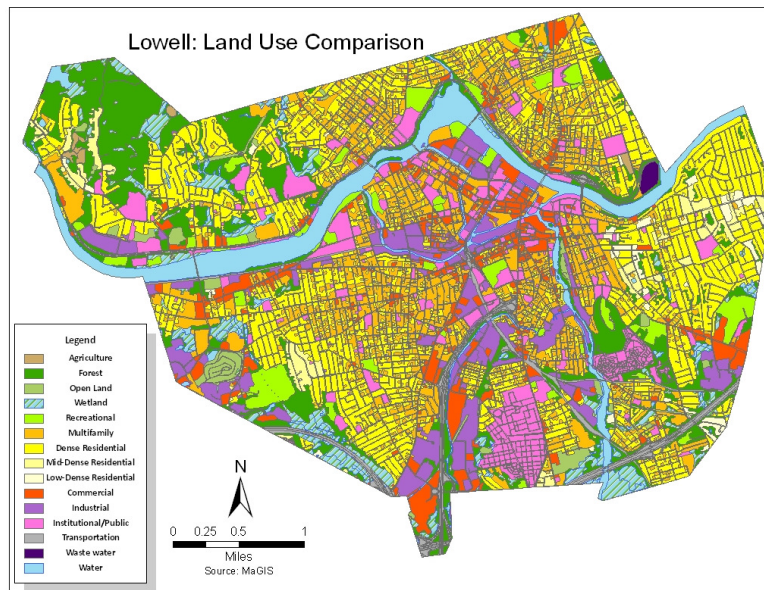 Lowell: Land Use Comparison
Legend
Agriculture
Forest
Open Land
Wetland
Recreational
Multifamily
Dense Residential
Mid-Dense Residential
Low-Dense Residential
Commercial
Industrial
Institutional/Public
Transportation
Waste water
Water
N
0 0.25 0.5 1
Miles
Source: MaGIS